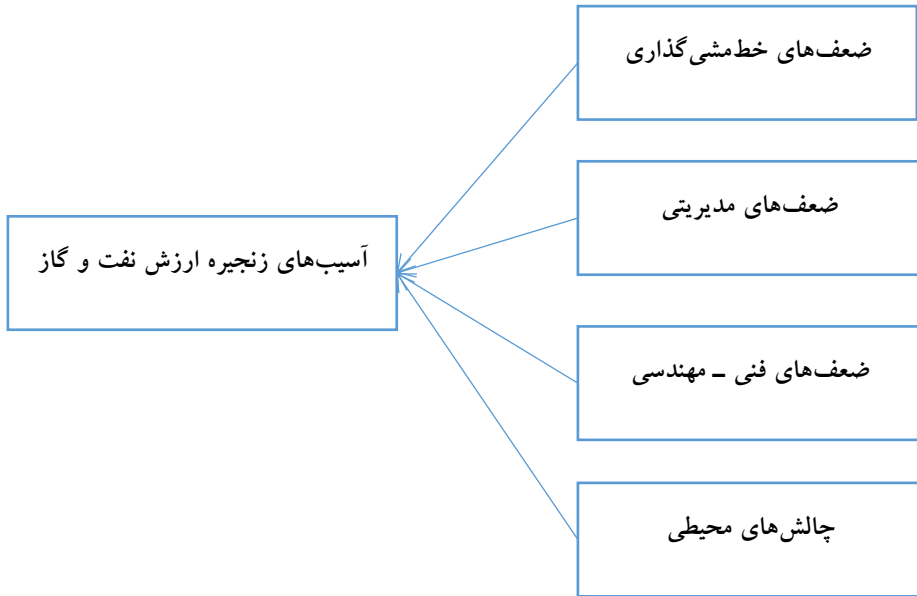 ضعف‌های خط‌مشی‌گذاری
ضعف‌های مدیریتی
آسیب‌های زنجیره ارزش نفت و گاز
ضعف‌های فنی ـ مهندسی
چالش‌های محیطی